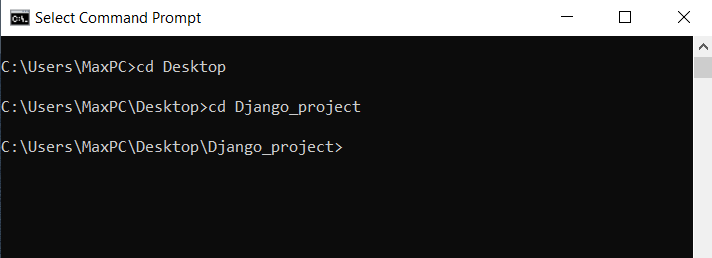 Select Command Prompt
C:\Users\MaxPC>cd Desktop
C:\Users\MaxPC\Desktop>cd Django_project
C:\Users\MaxPC\Desktop\Django_project>